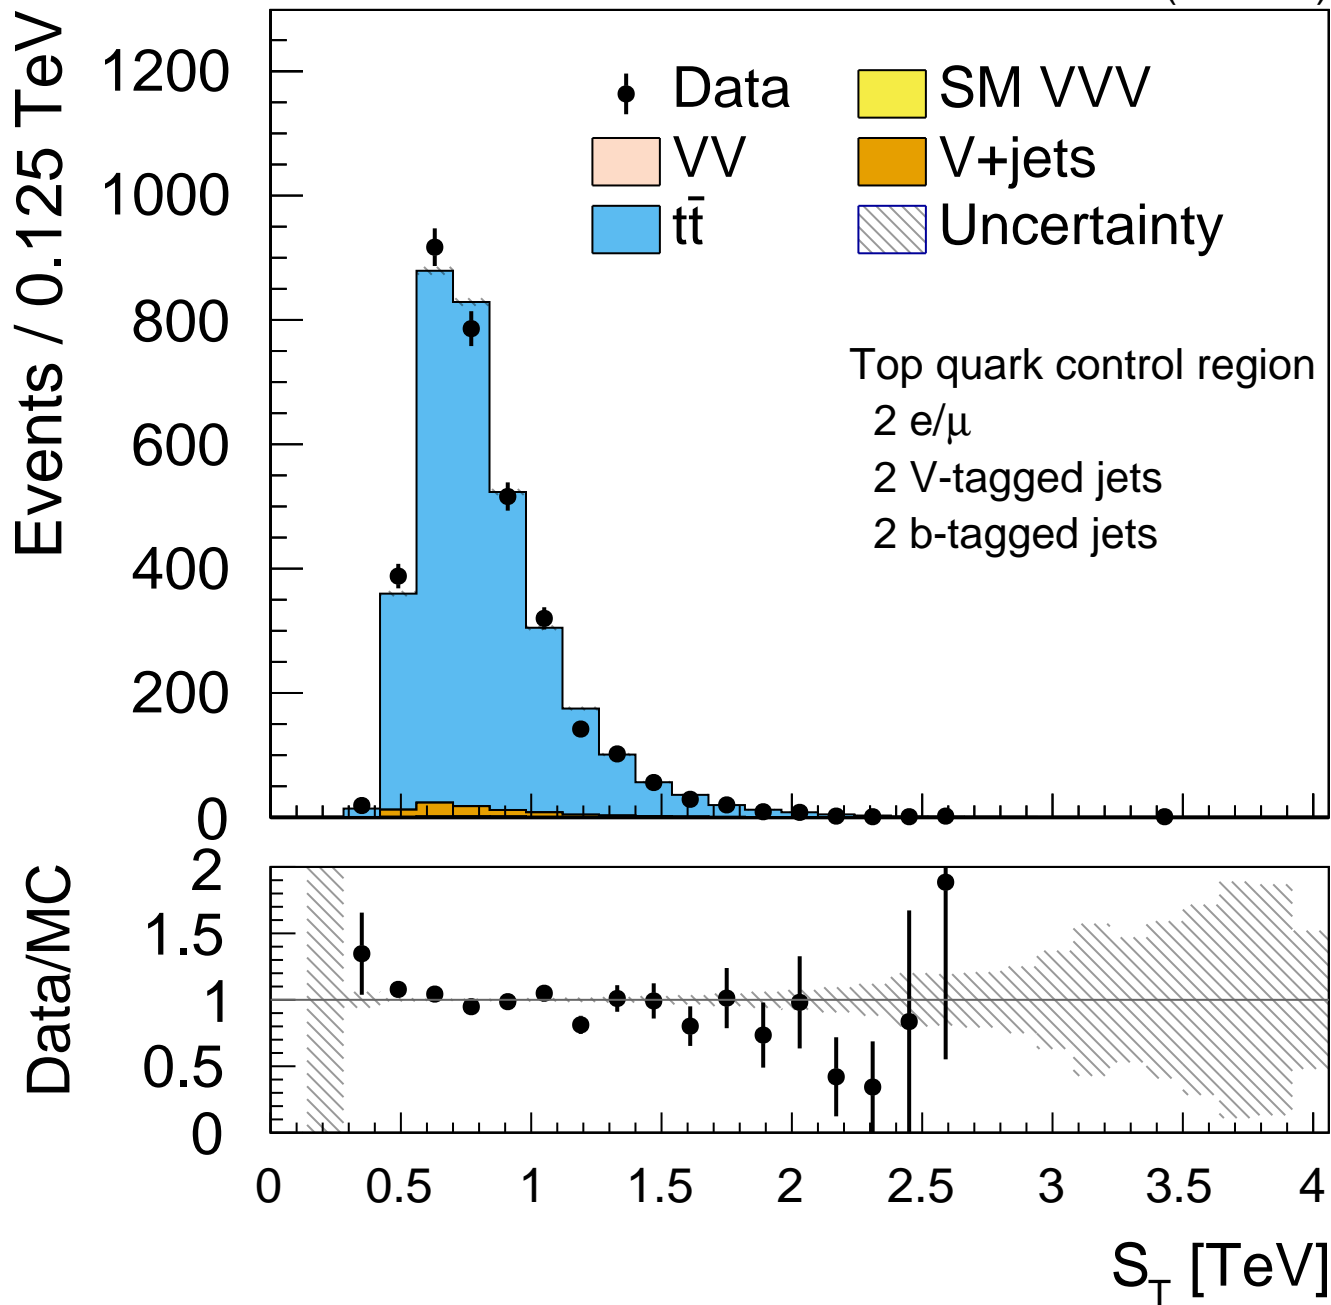 Events / 0.125 TeV
1200
1000
800
600
400
200
0
Data
SM VVV
VV
V+jets
tt̄
Uncertainty
Top quark control region
2 e/μ
2 V-tagged jets
2 b-tagged jets
Data/MC
2
1.5
1
0.5
0
0 0.5 1 1.5 2 2.5 3 3.5 4
S_T [TeV]